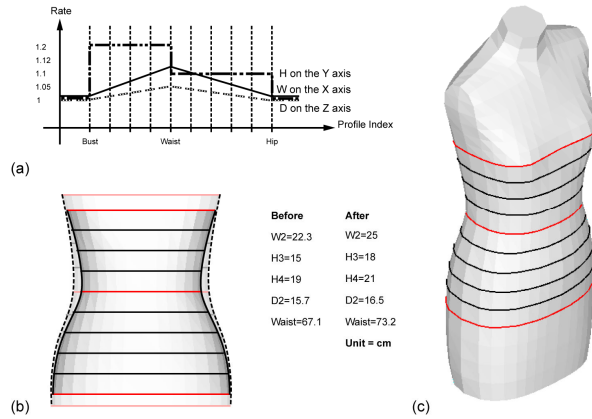 Rate
1.2
1.12
1.1
1.05
1
H on the Y axis
W on the X axis
D on the Z axis
Profile Index
Bust
Waist
Hip
(a)
Before After
W2=22.3 W2=25
H3=15 H3=18
H4=19 H4=21
D2=15.7 D2=16.5
Waist=67.1 Waist=73.2
Unit = cm
(b)
(c)